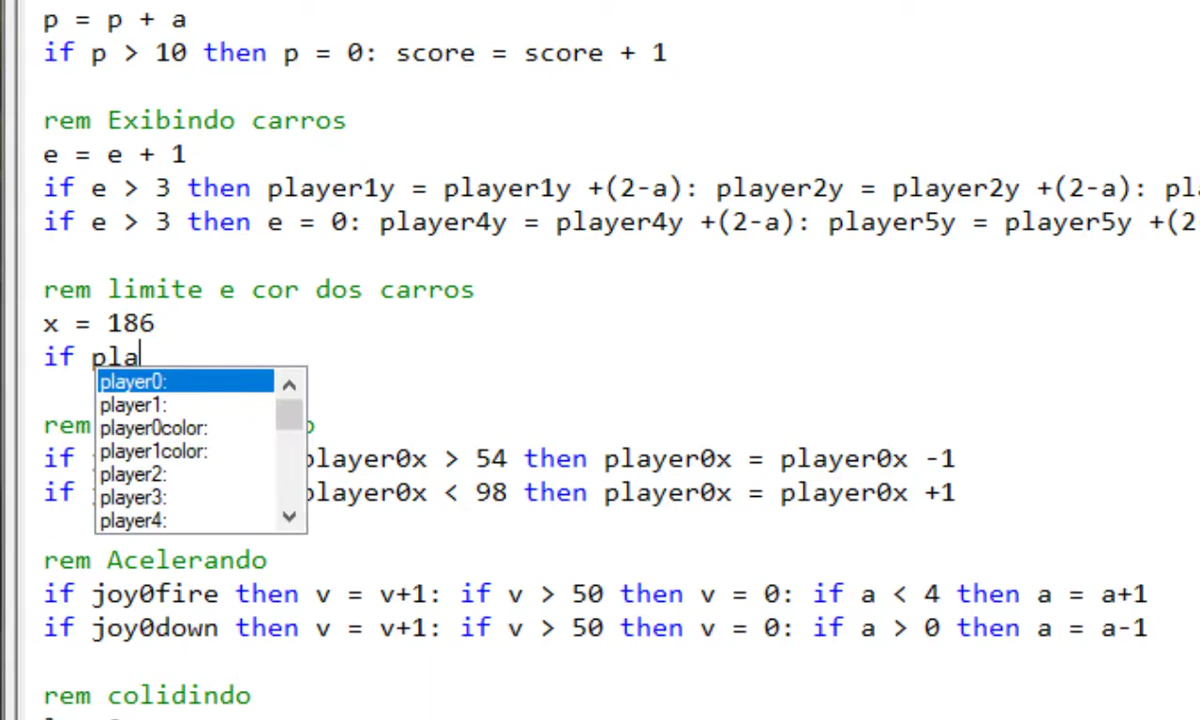 p = p + a
if p > 10 then p = 0: score = score + 1
rem Exibindo carros
e = e + 1
if e > 3 then player1y = player1y +(2-a): player2y = player2y +(2-a): pl
if e > 3 then e = 0: player4y = player4y +(2-a): player5y = player5y +(2
rem limite e cor dos carros
x = 186
if pla
player0:
player1:
player0color:
player1color:
player2:
player3:
player4:
rem
if player0x > 54 then player0x = player0x -1
if player0x < 98 then player0x = player0x +1
rem Acelerando
if joy0fire then v = v+1: if v > 50 then v = 0: if a < 4 then a = a+1
if joy0down then v = v+1: if v > 50 then v = 0: if a > 0 then a = a-1
rem colidindo